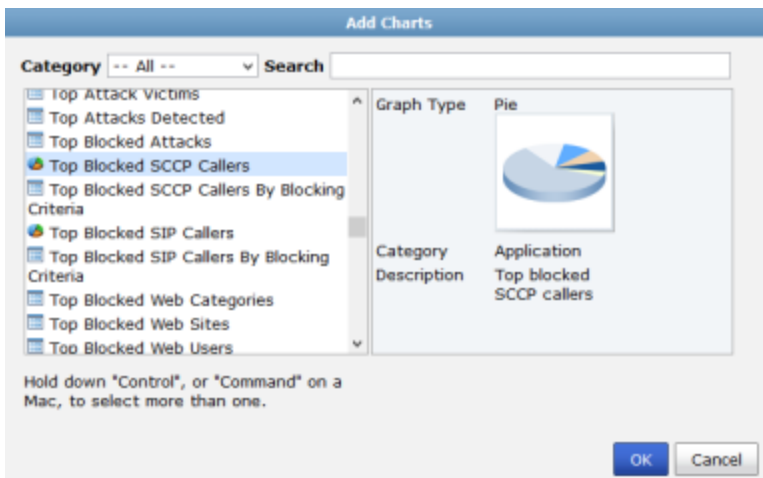 Add Charts
Category -- All -- Search
Top Attack Victims
Top Attacks Detected
Top Blocked Attacks
Top Blocked SCCP Callers
Top Blocked SCCP Callers By Blocking
Criteria
Top Blocked SIP Callers
Top Blocked SIP Callers By Blocking
Criteria
Top Blocked Web Categories
Top Blocked Web Sites
Top Blocked Web Users
Graph Type Pie
Category Application
Description Top blocked
SCCP callers
Hold down "Control", or "Command" on a
Mac, to select more than one.
OK Cancel